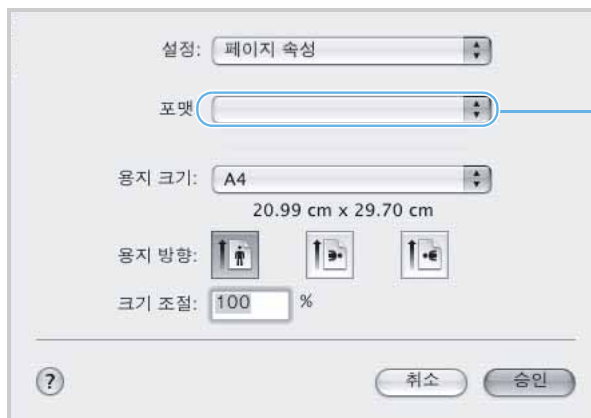 설정: 페이지 속성
포맷
용지 크기: A4
20.99 cm x 29.70 cm
용지 방향:
크기 조절: 100 %
? 취소 승인